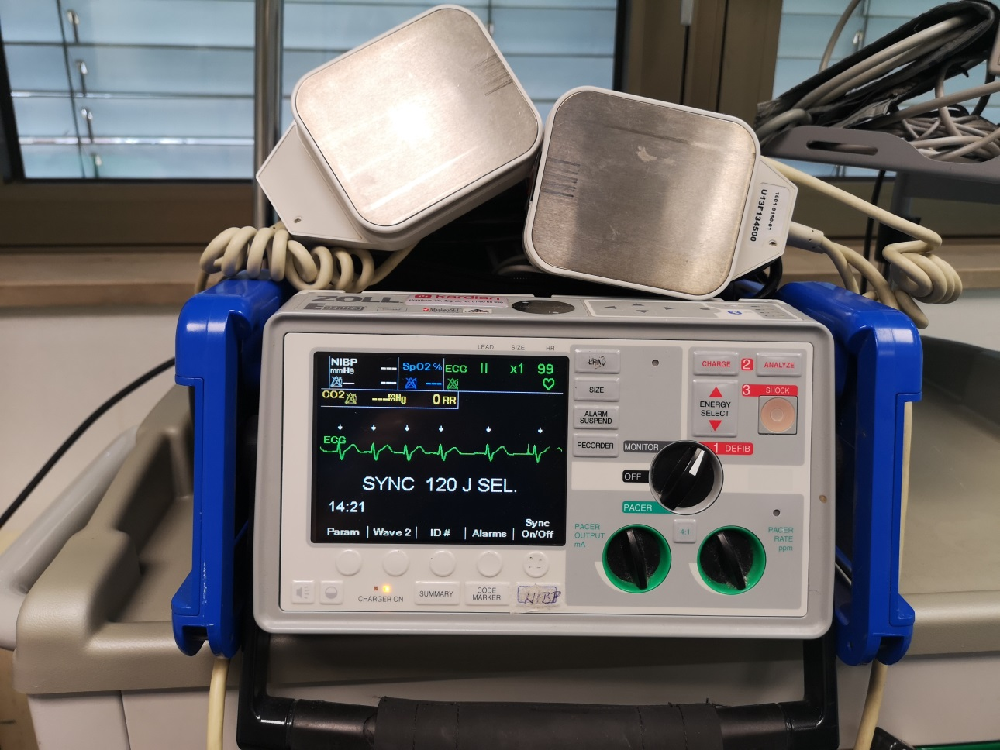 1001-0150-01
U13F134500
ZOLL
E SERIES
kardian
Masimo SET
LEAD SIZE HR
NIBP
mmHg
---
---
SpO2 %
---
ECG II x1 99
CO2
---mmHg
0 RR
ECG
SYNC 120 J SEL.
14:21
Sync
Param Wave 2 ID # Alarms On/Off
LEAD
SIZE
ALARM
SUSPEND
RECORDER
CHARGE 2 ANALYZE
3 SHOCK
ENERGY
SELECT
MONITOR
1 DEFIB
OFF
PACER
PACER
OUTPUT
mA
4:1
PACER
RATE
ppm
CHARGER ON
SUMMARY
CODE
MARKER
NIBP